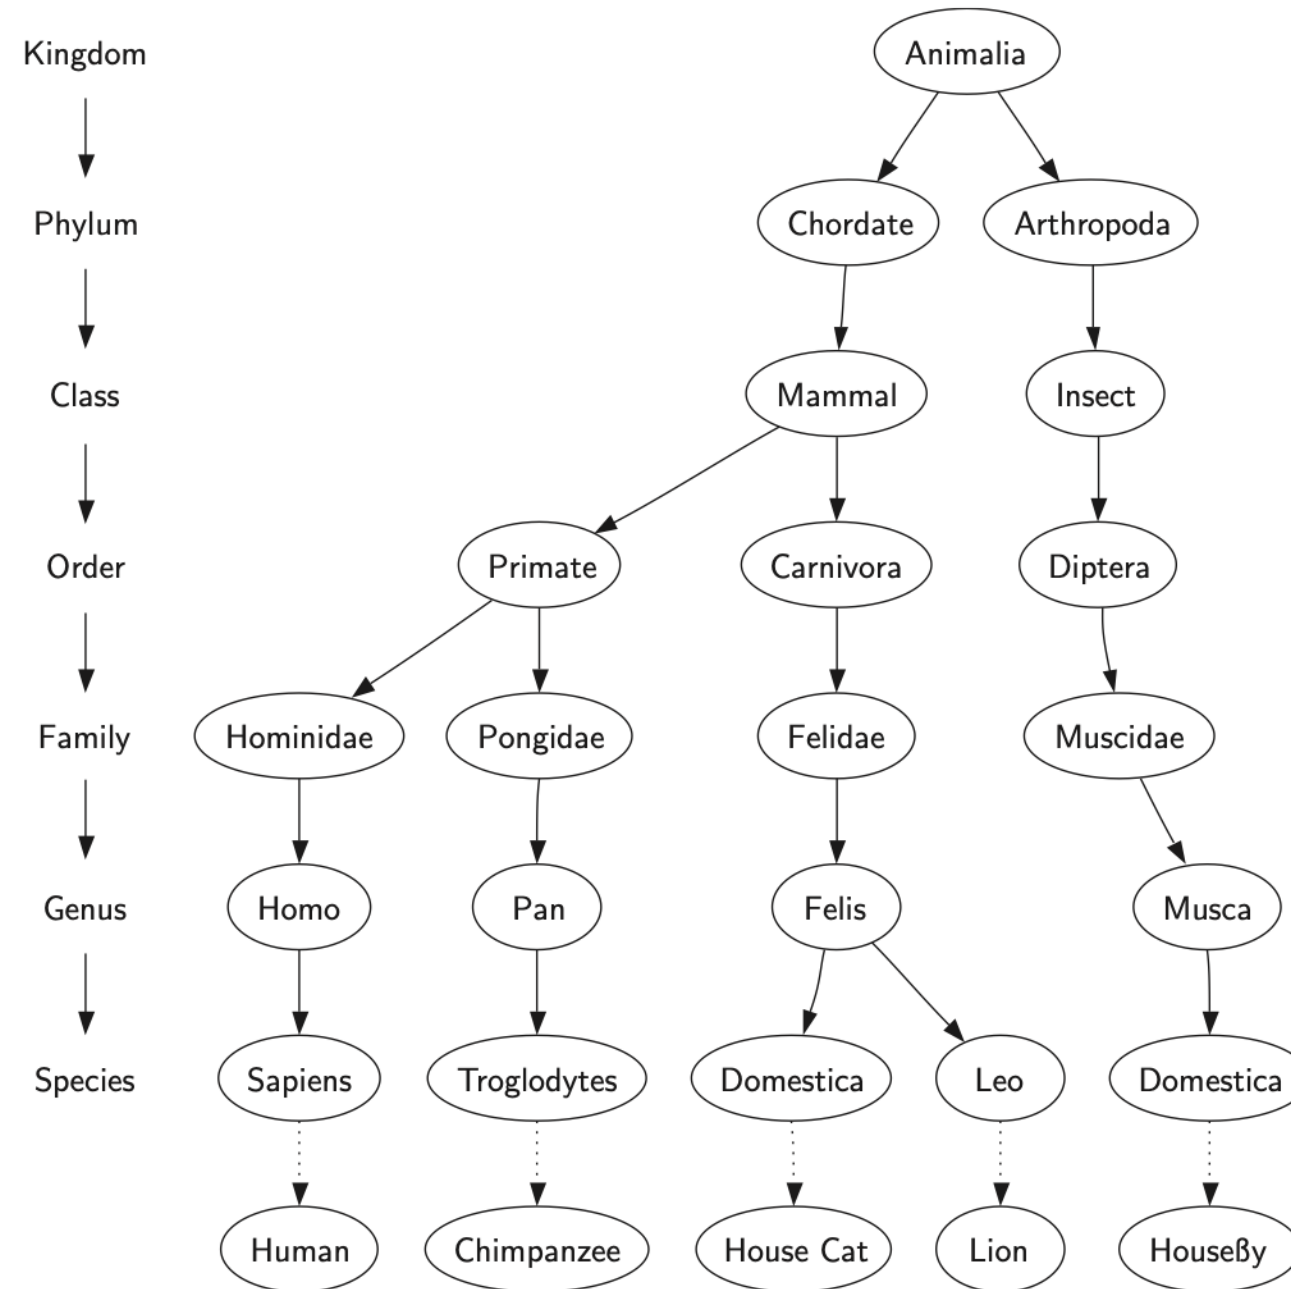 Kingdom Animalia
Phylum Chordate Arthropoda
Class Mammal Insect
Order Primate Carnivora Diptera
Family Hominidae Pongidae Felidae Muscidae
Genus Homo Pan Felis Musca
Species Sapiens Troglodytes Domestica Leo Domestica
Human Chimpanzee House Cat Lion Houseßy